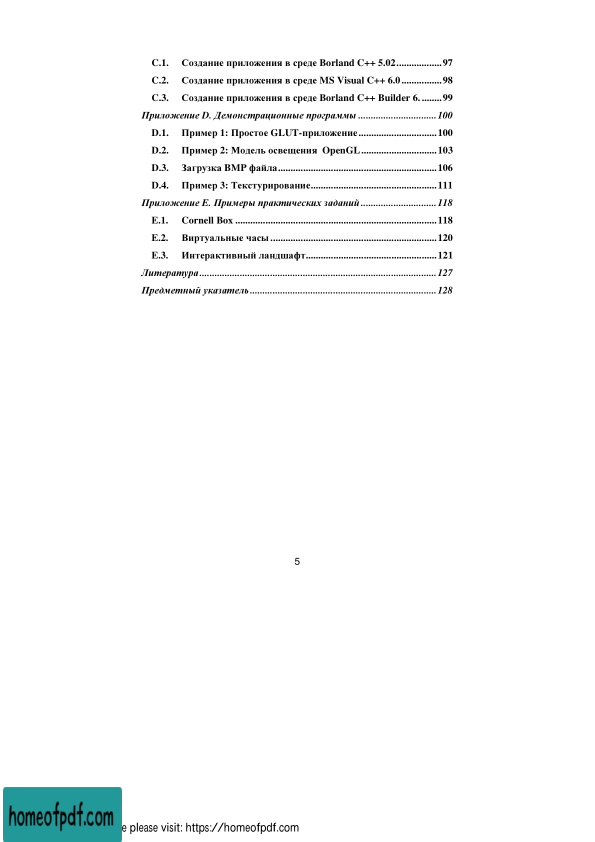 C.1. Создание приложения в среде Borland C++ 5.02..................97
C.2. Создание приложения в среде MS Visual C++ 6.0................98
C.3. Создание приложения в среде Borland C++ Builder 6. ........99
Приложение D. Демонстрационные программы ...............................100
D.1. Пример 1: Простое GLUT-приложение...............................100
D.2. Пример 2: Модель освещения OpenGL..............................103
D.3. Загрузка BMP файла...............................................................106
D.4. Пример 3: Текстурирование..................................................111
Приложение E. Примеры практических заданий..............................118
E.1. Cornell Box ................................................................................118
E.2. Виртуальные часы ..................................................................120
E.3. Интерактивный ландшафт....................................................121
Литература..............................................................................................127
Предметный указатель..........................................................................128
5
homeofpdf.com
e please visit: https://homeofpdf.com